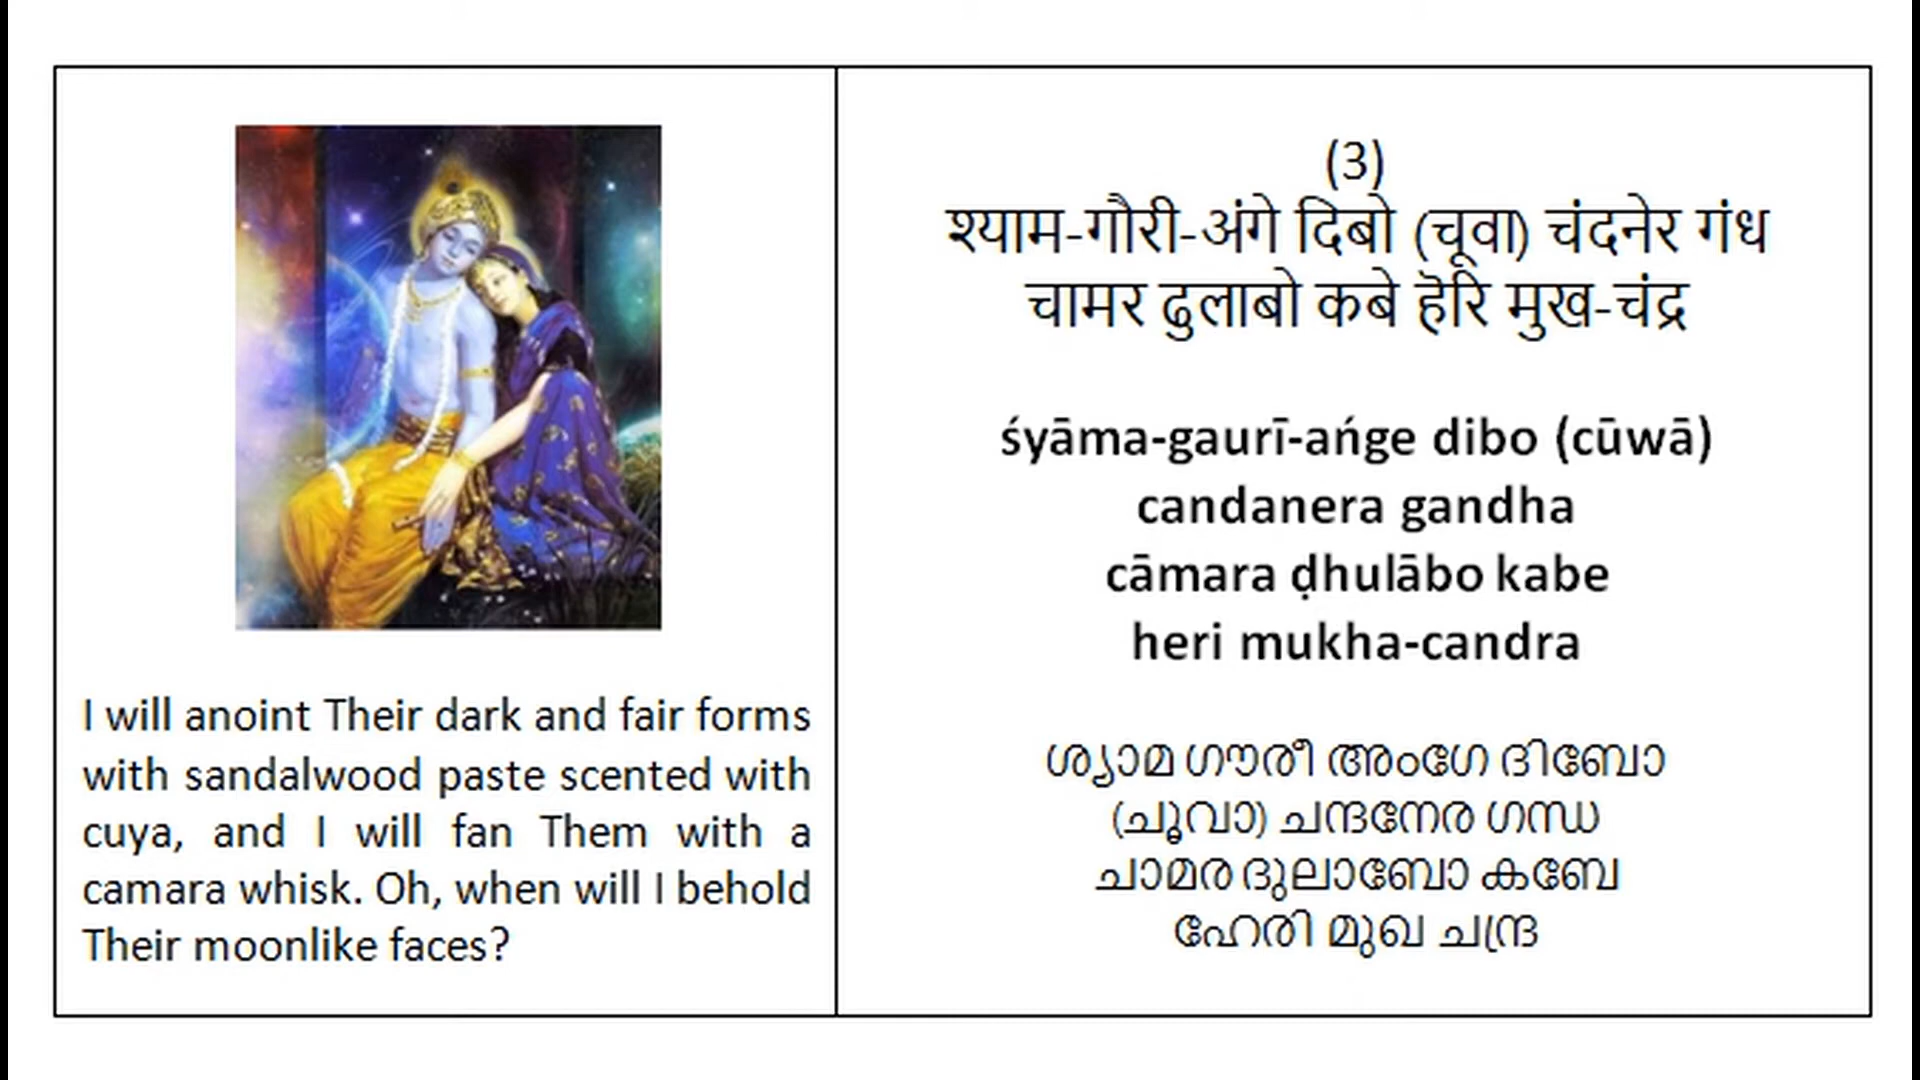 I will anoint Their dark and fair forms
with sandalwood paste scented with
cuya, and I will fan Them with a
camara whisk. Oh, when will I behold
Their moonlike faces?
(3)
श्याम-गौरी-अंगे दिबो (चूवा) चंदनेर गंध
चामर ढुलाबो कबे हॆरि मुख-चंद्र
śyāma-gaurī-ańge dibo (cūwā)
candanera gandha
cāmara ḍhulābo kabe
heri mukha-candra
ശ്യാമ ഗൗരീ അംഗേ ദിബോ
(ചൂവാ) ചന്ദനേര ഗന്ധ
ചാമര ദുലാബോ കബേ
ഹേരി മുഖ ചന്ദ്ര